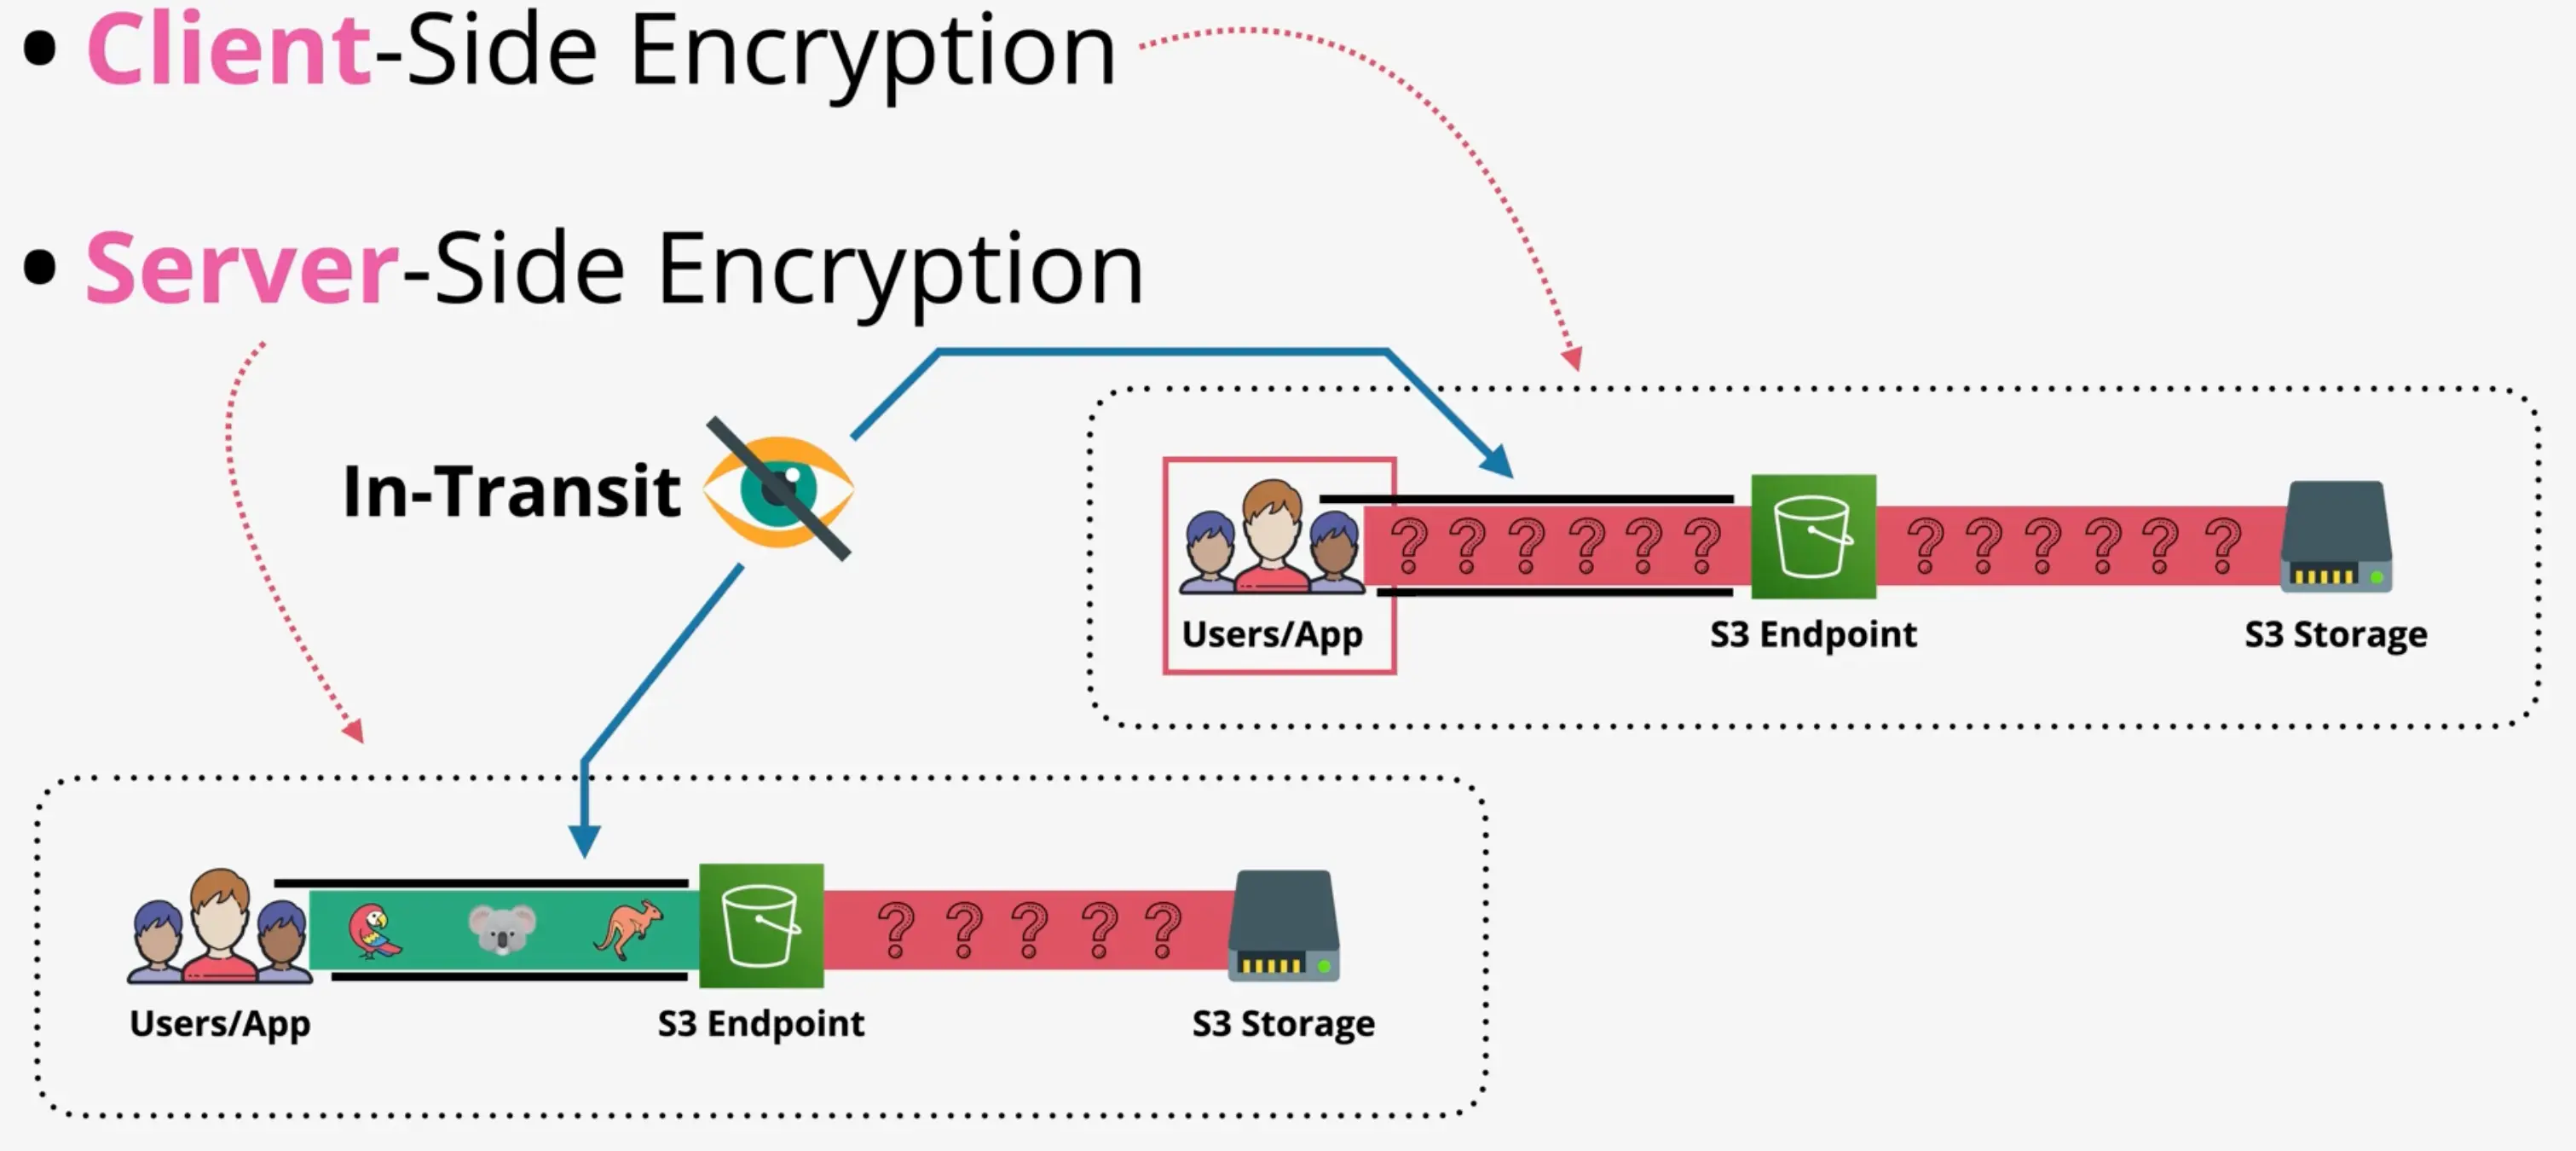 • Client-Side Encryption
• Server-Side Encryption
In-Transit
? ? ? ? ? ? ? ? ? ? ? ?
Users/App S3 Endpoint S3 Storage
? ? ? ? ?
Users/App S3 Endpoint S3 Storage